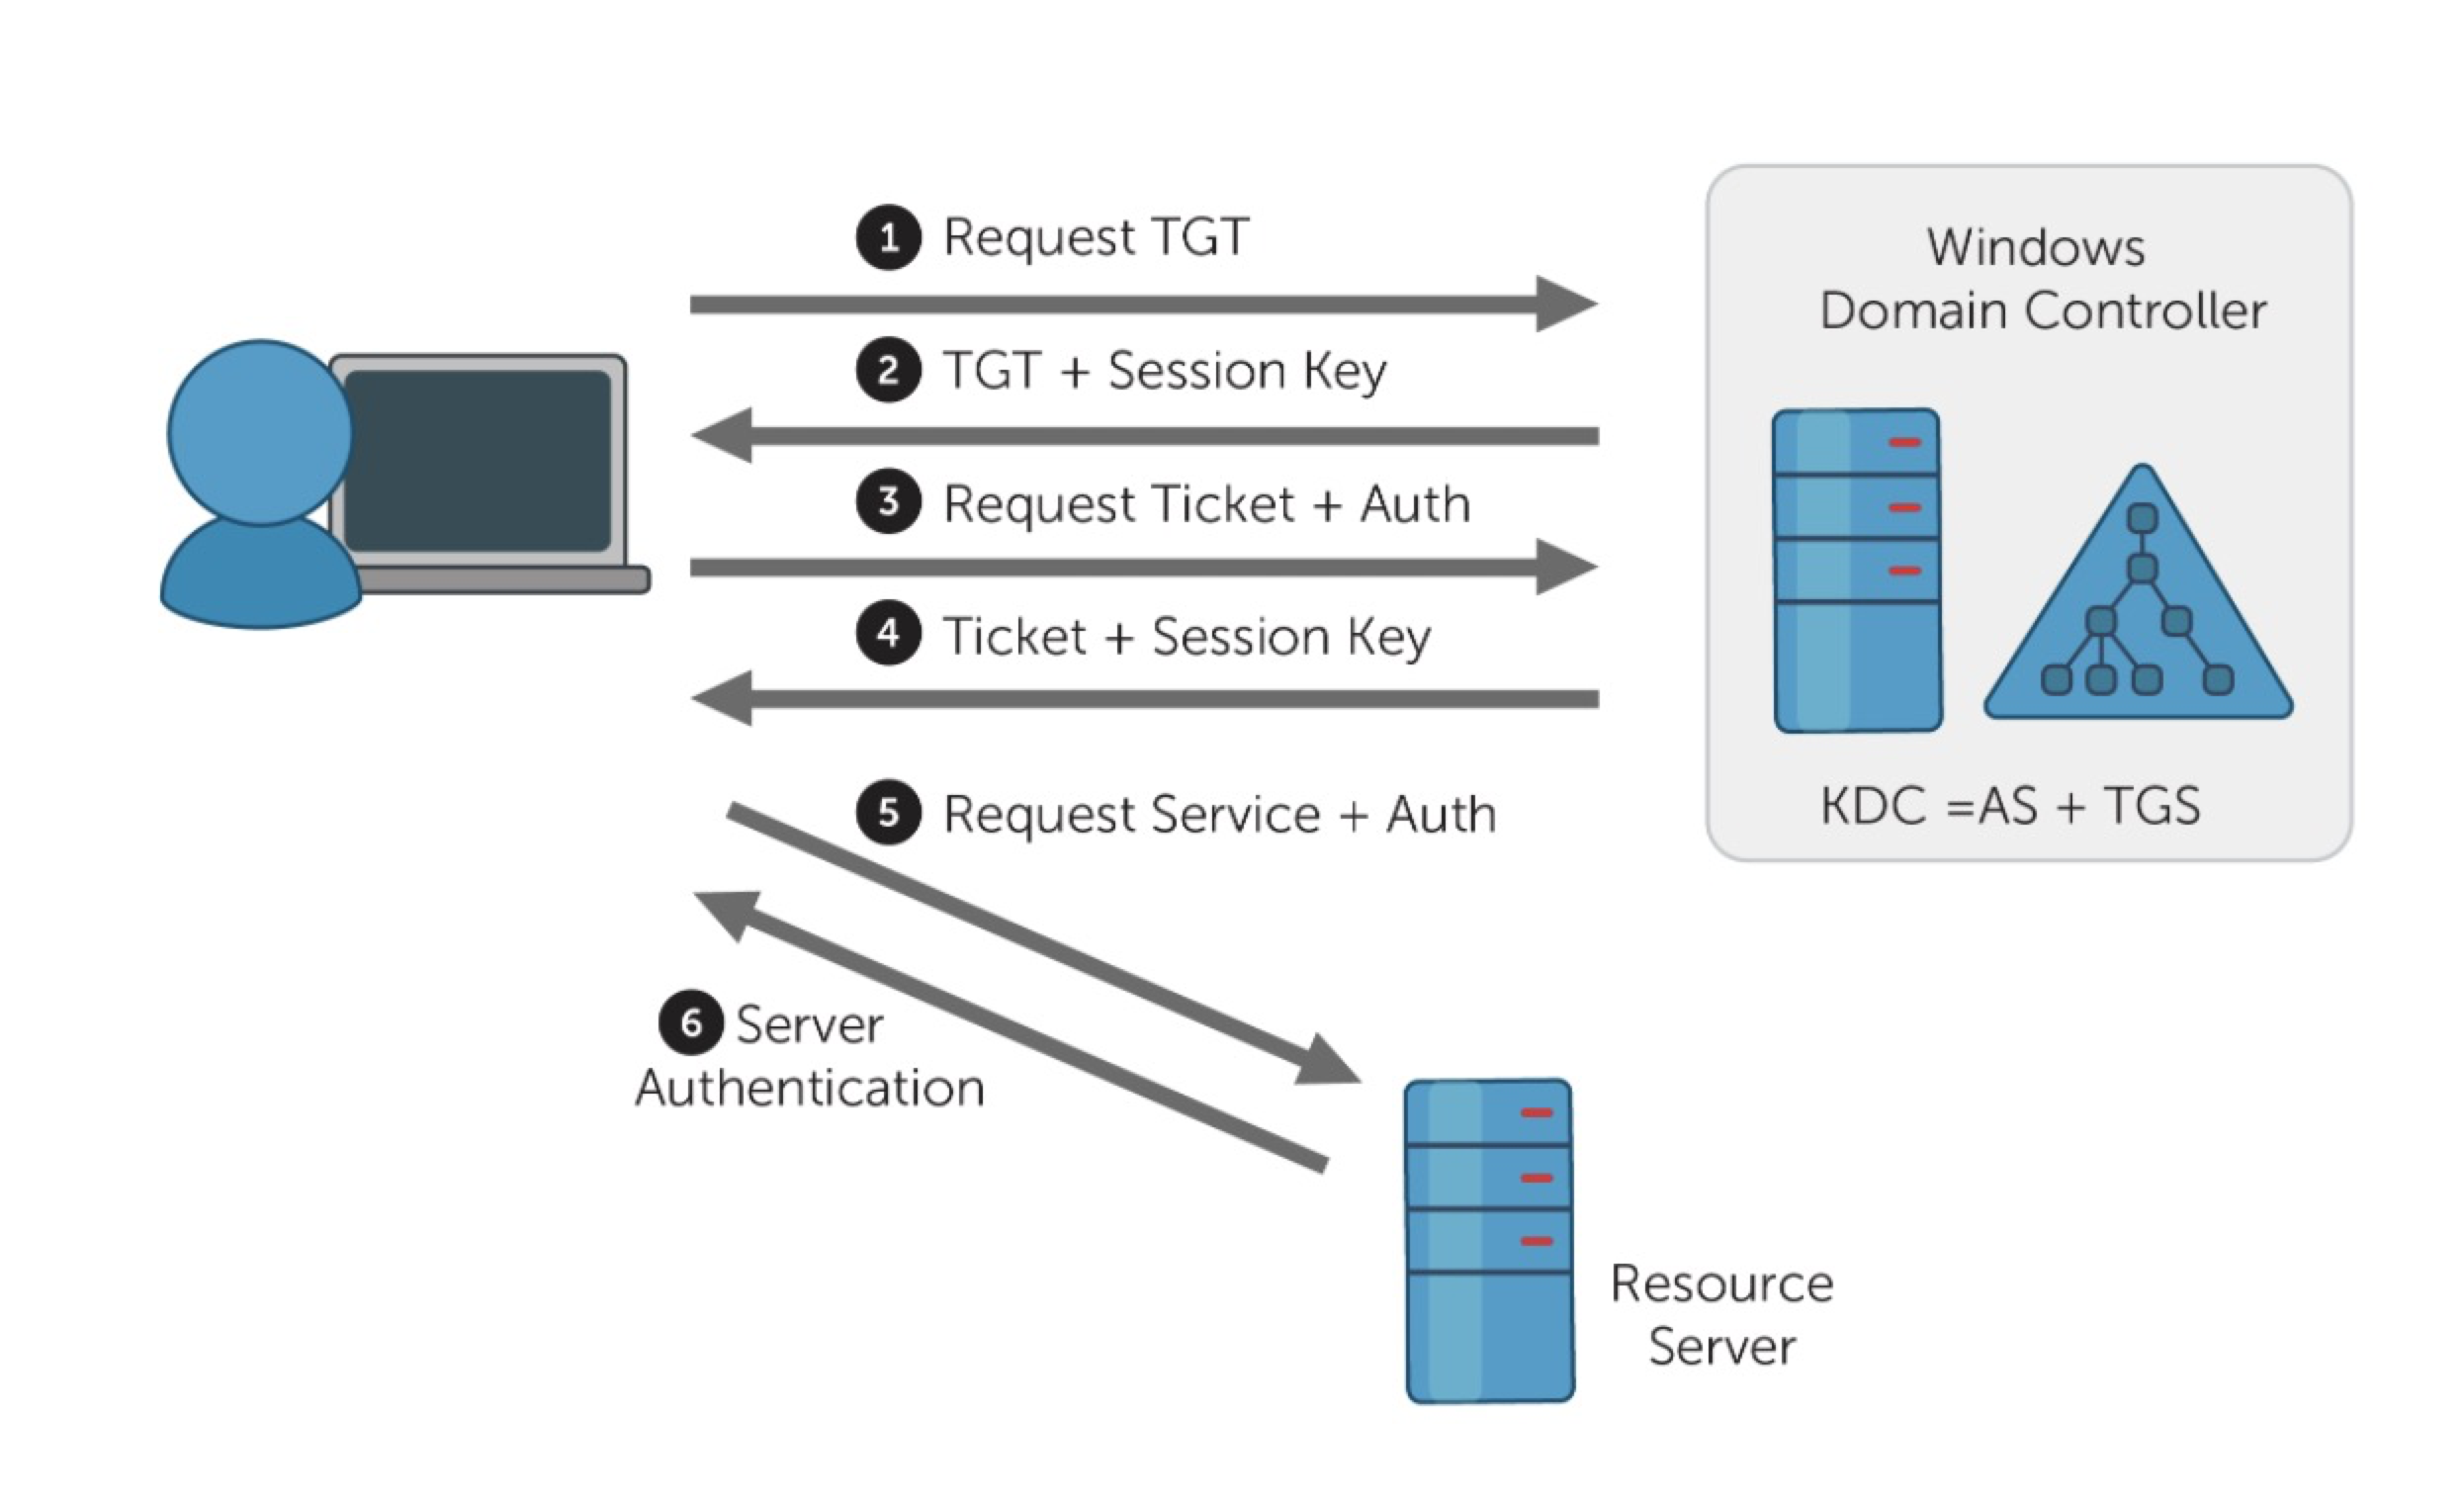 1 Request TGT
2 TGT + Session Key
3 Request Ticket + Auth
4 Ticket + Session Key
5 Request Service + Auth
6 Server
Authentication
Windows
Domain Controller
KDC =AS + TGS
Resource
Server